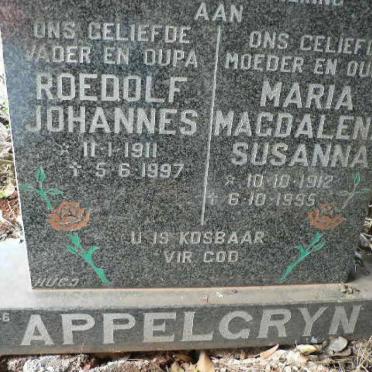 AAN
ONS GELIEFDE
VADER EN OUPA
ROEDOLF
JOHANNES
* 11-1-1911
† 5-6-1997
ONS GELIEF
MOEDER EN OU
MARIA
MAGDALEN
SUSANNA
* 10-10-1912
† 6-10-1995
U IS KOSBAAR
VIR GOD
HUGO
APPELGRYN